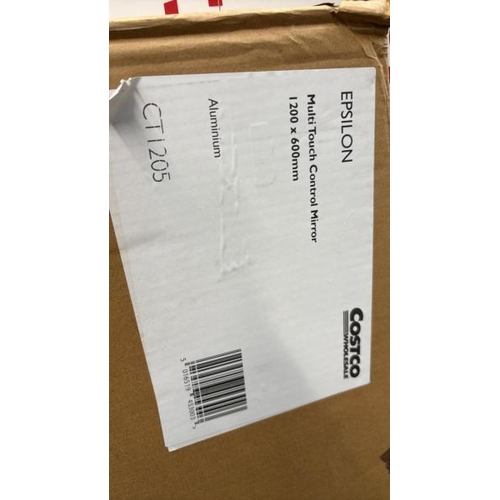 EPSILON
Multi Touch Control Mirror
1200 x 600mm
Aluminium
CT1205
COSTCO
WHOLESALE